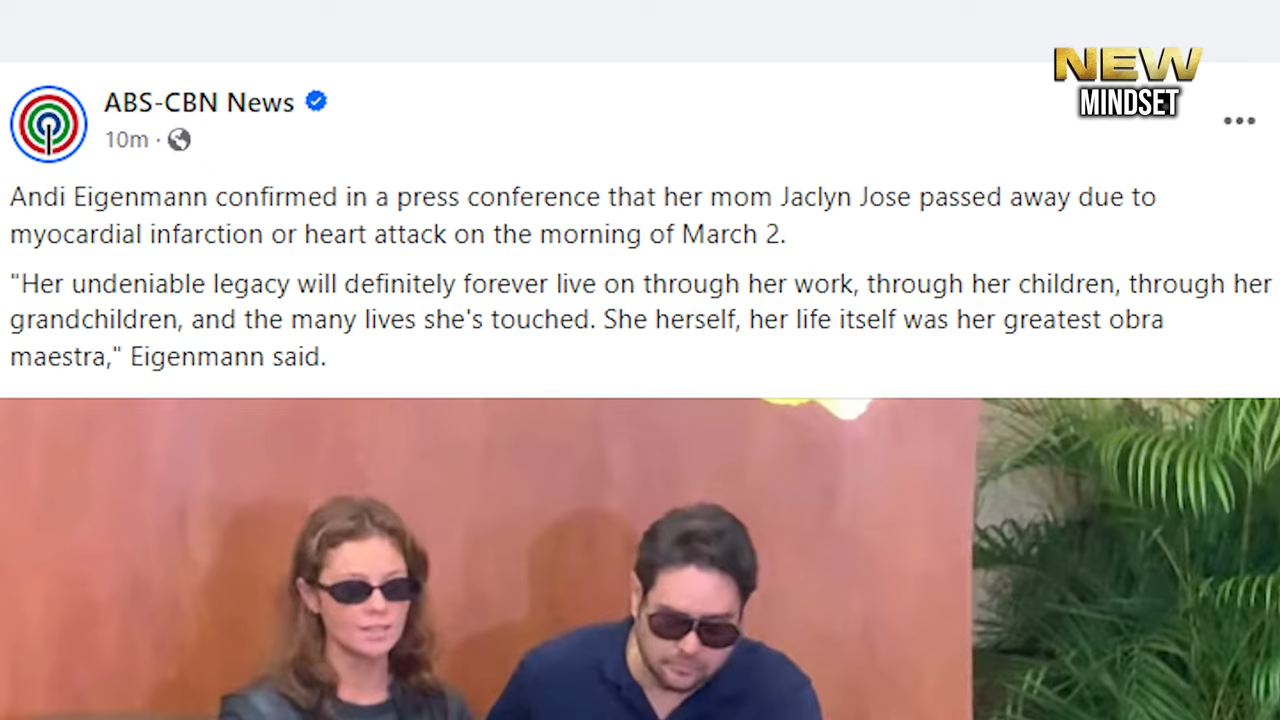 NEW
MINDSET
ABS-CBN News
10m ·
Andi Eigenmann confirmed in a press conference that her mom Jaclyn Jose passed away due to
myocardial infarction or heart attack on the morning of March 2.
"Her undeniable legacy will definitely forever live on through her work, through her children, through her
grandchildren, and the many lives she's touched. She herself, her life itself was her greatest obra
maestra," Eigenmann said.